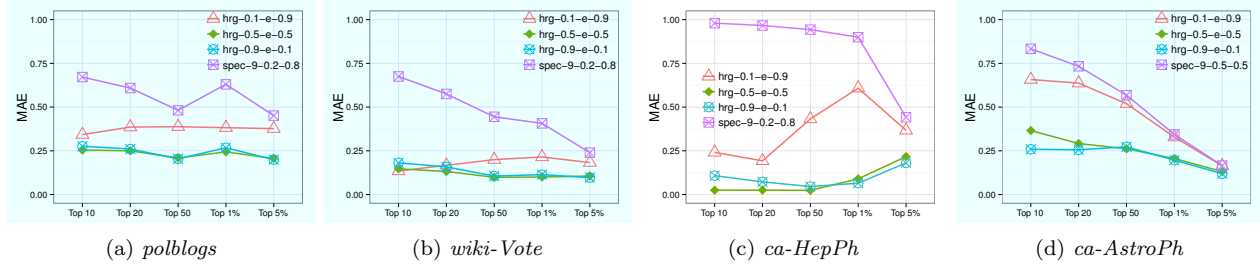 MAE
1.00
0.75
0.50
0.25
0.00
hrg-0.1-e-0.9
hrg-0.5-e-0.5
hrg-0.9-e-0.1
spec-9-0.2-0.8
Top 10 Top 20 Top 50 Top 1% Top 5%
(a) polblogs
MAE
1.00
0.75
0.50
0.25
0.00
hrg-0.1-e-0.9
hrg-0.5-e-0.5
hrg-0.9-e-0.1
spec-9-0.2-0.8
Top 10 Top 20 Top 50 Top 1% Top 5%
(b) wiki-Vote
MAE
1.00
0.75
0.50
0.25
0.00
hrg-0.1-e-0.9
hrg-0.5-e-0.5
hrg-0.9-e-0.1
spec-9-0.2-0.8
Top 10 Top 20 Top 50 Top 1% Top 5%
(c) ca-HepPh
MAE
1.00
0.75
0.50
0.25
0.00
hrg-0.1-e-0.9
hrg-0.5-e-0.5
hrg-0.9-e-0.1
spec-9-0.5-0.5
Top 10 Top 20 Top 50 Top 1% Top 5%
(d) ca-AstroPh